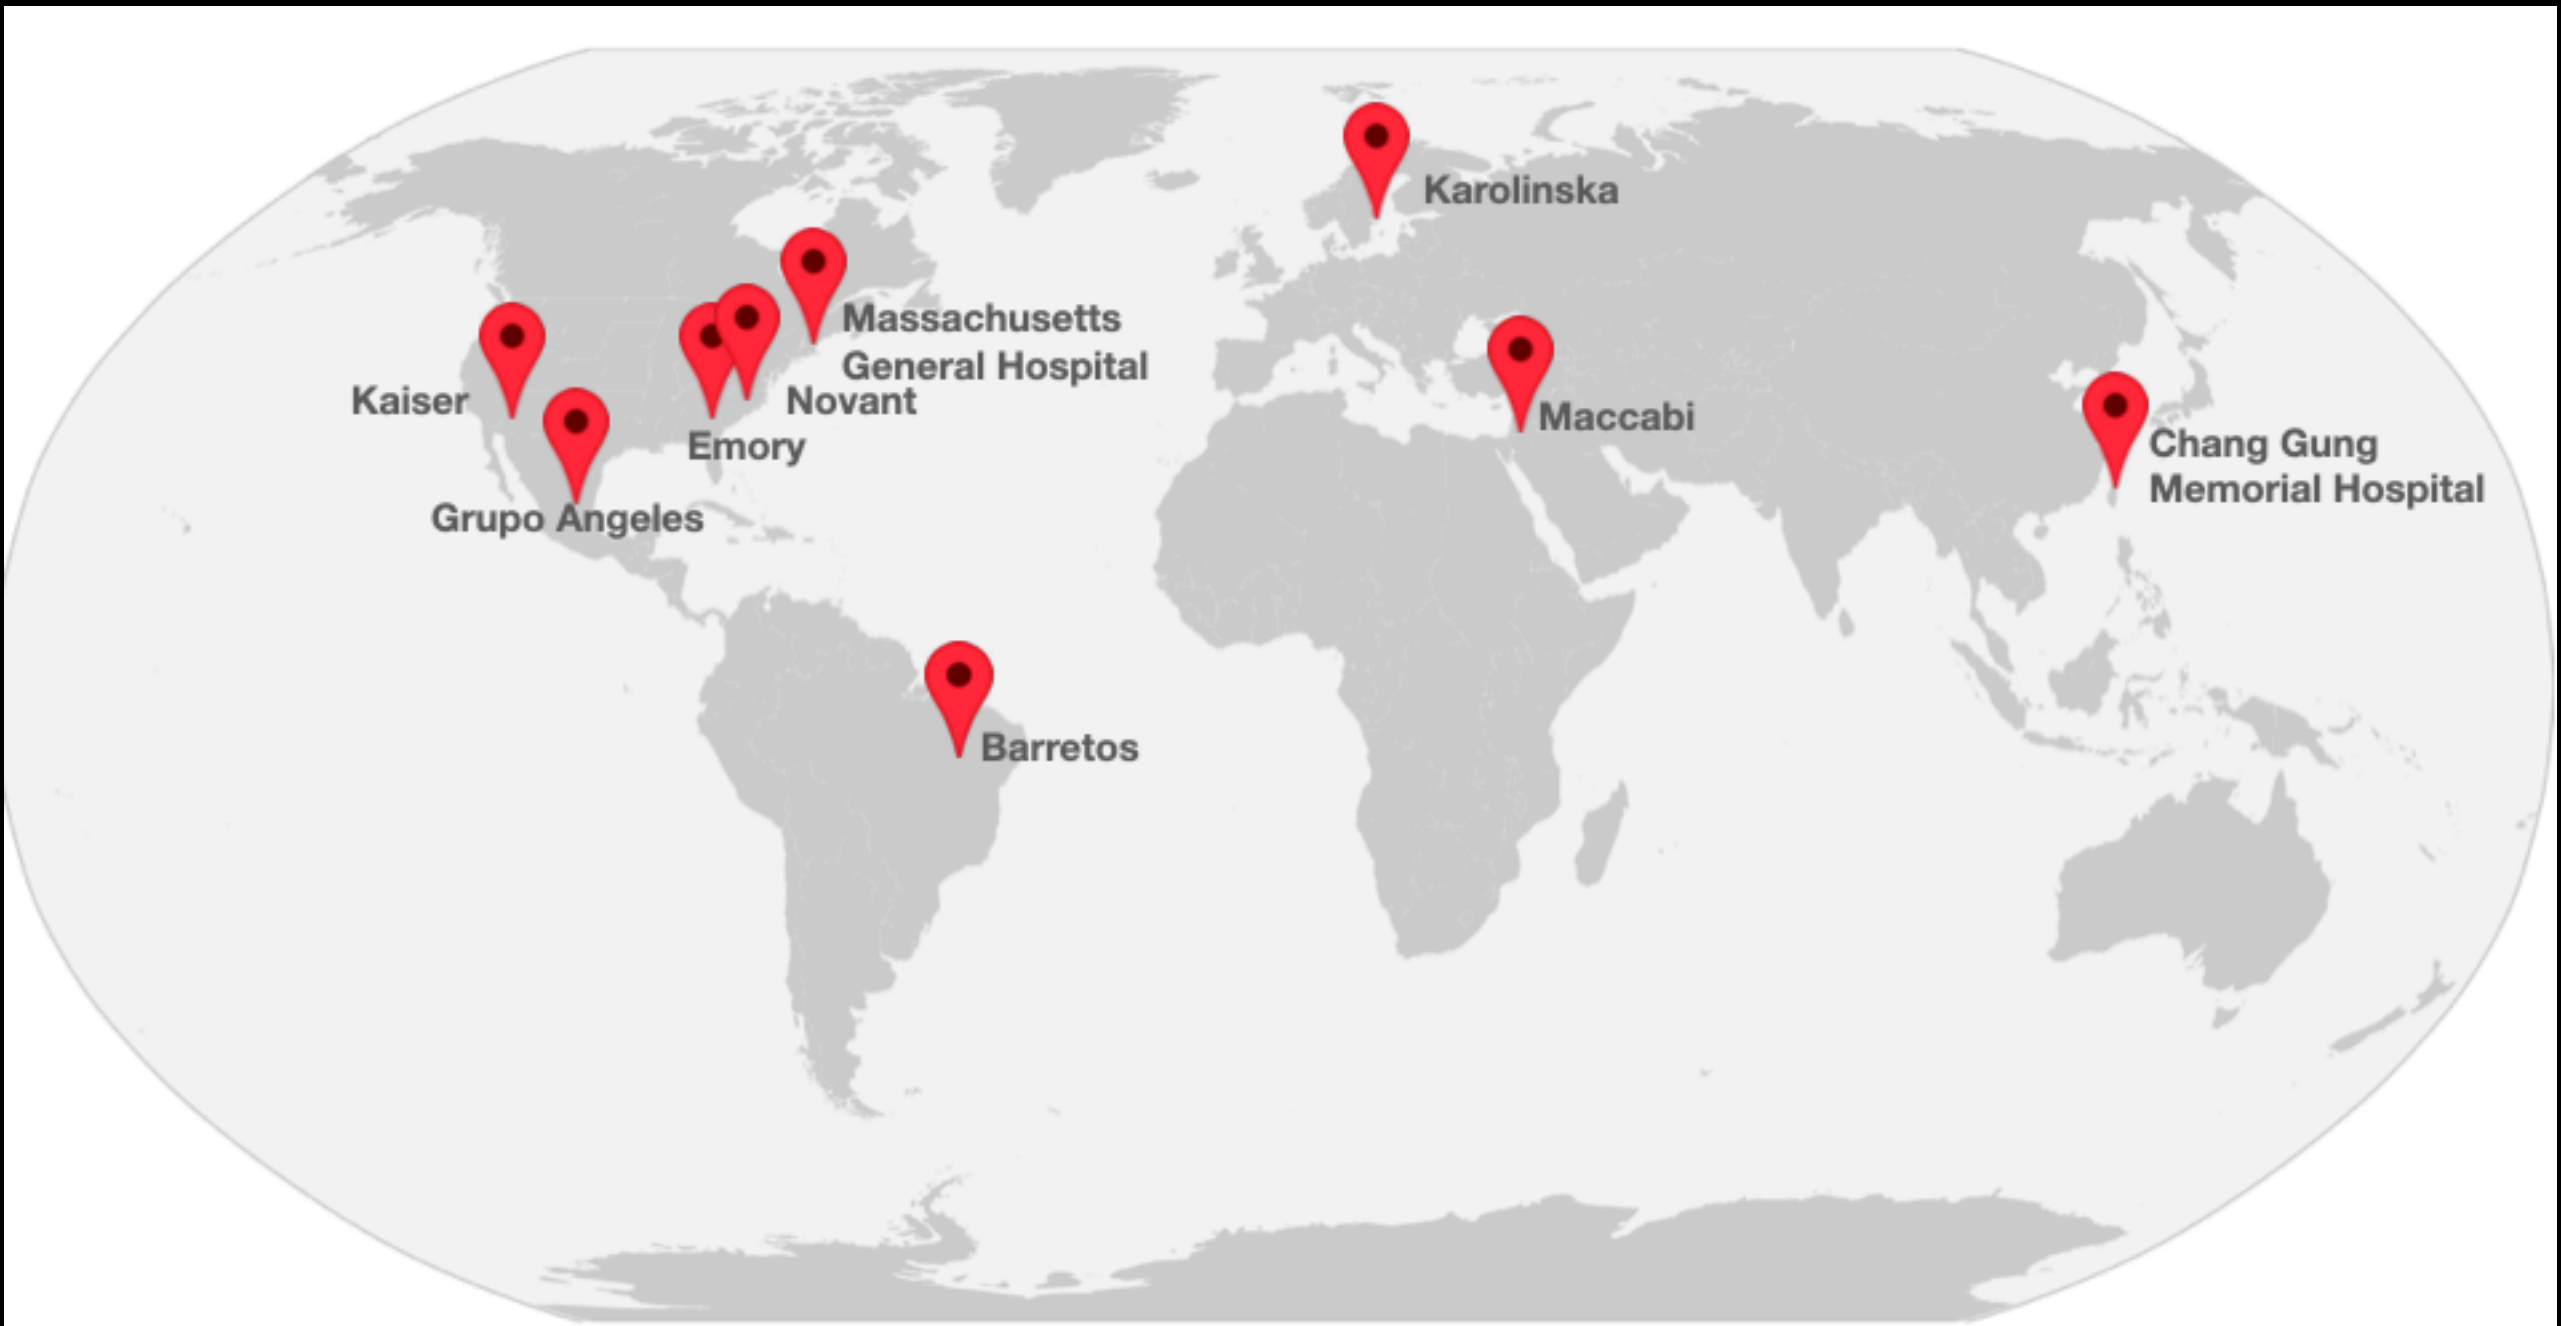 Karolinska
Massachusetts
General Hospital
Kaiser
Novant
Maccabi
Emory
Chang Gung
Memorial Hospital
Grupo Angeles
Barretos